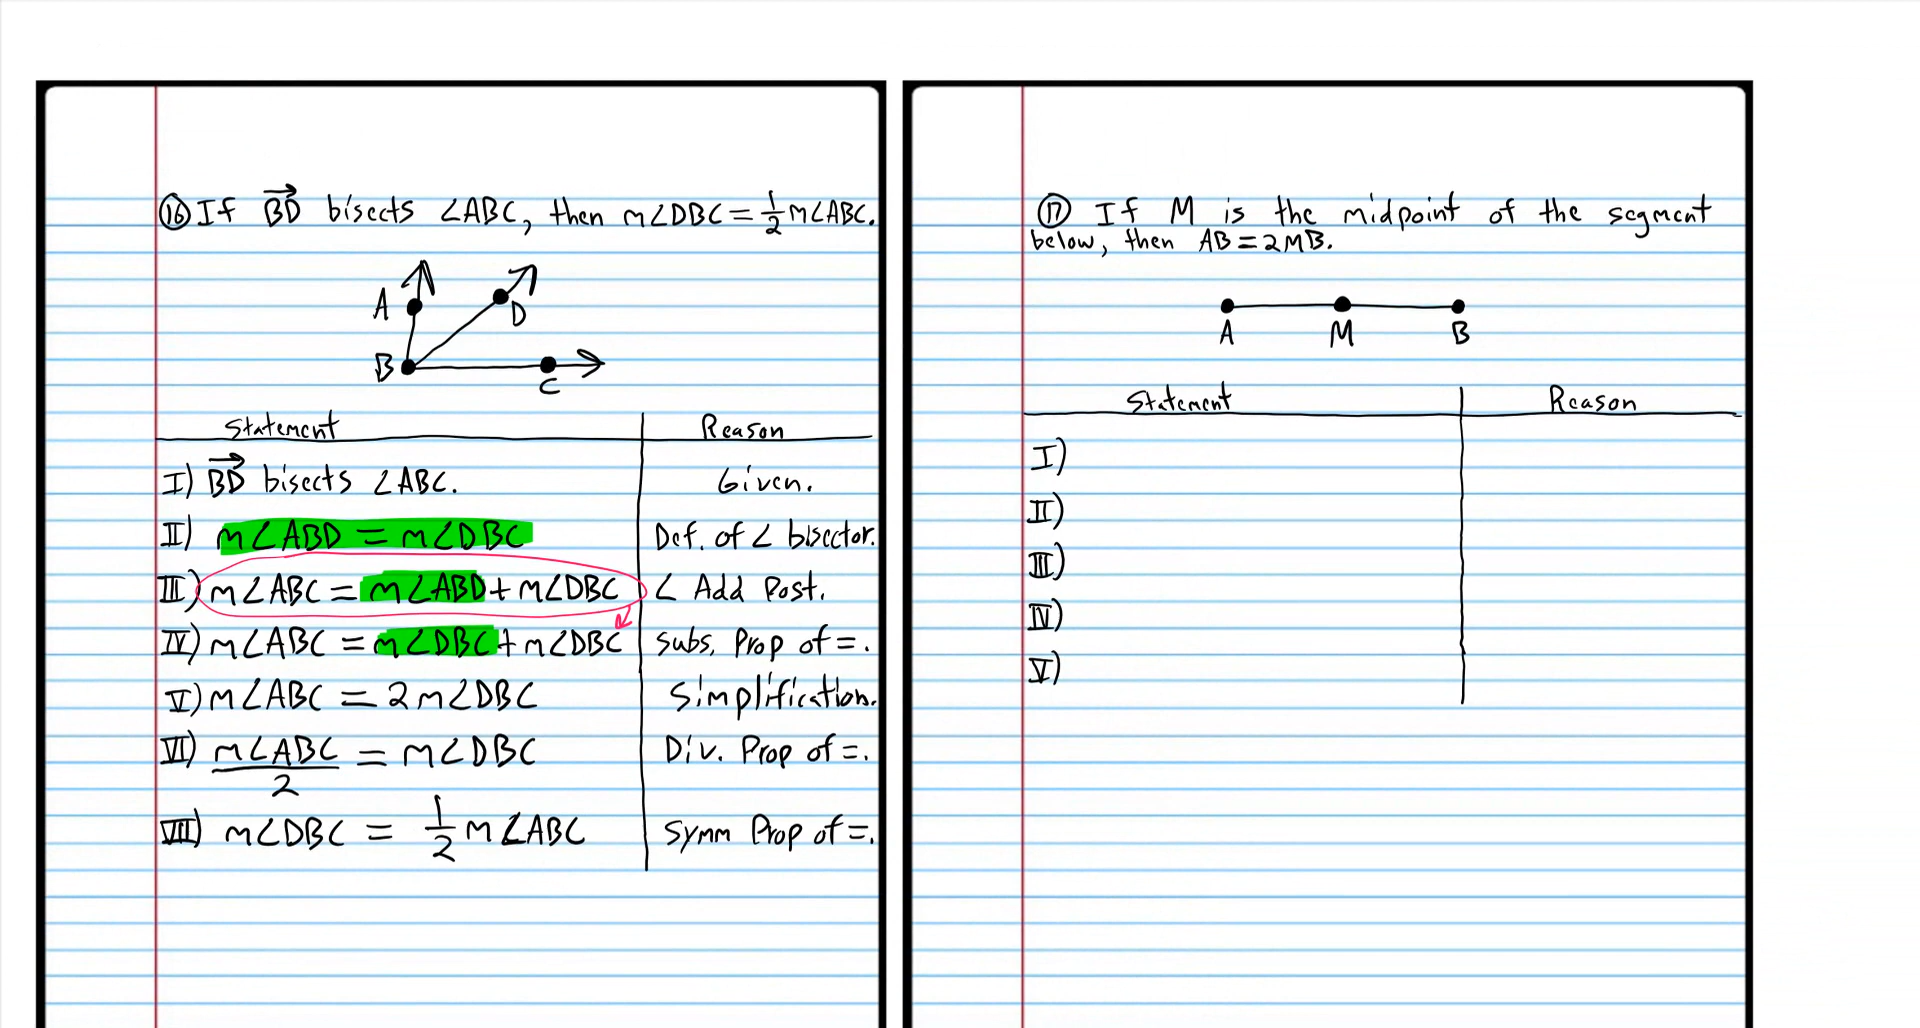 ⑯ If BD bisects ∠ABC, then m∠DBC = 1/2 m∠ABC.
A
D
B
C
Statement Reason
I) BD bisects ∠ABC. Given.
II) m∠ABD = m∠DBC Def. of ∠ bisector.
III) m∠ABC = m∠ABD + m∠DBC ∠ Add Post.
IV) m∠ABC = m∠DBC + m∠DBC subs. Prop of =.
V) m∠ABC = 2m∠DBC Simplification.
VI) m∠ABC/2 = m∠DBC Div. Prop of =.
VII) m∠DBC = 1/2 m∠ABC Symm Prop of =.
⑰ If M is the midpoint of the segment
below, then AB = 2MB.
A M B
Statement Reason
I)
II)
III)
IV)
V)